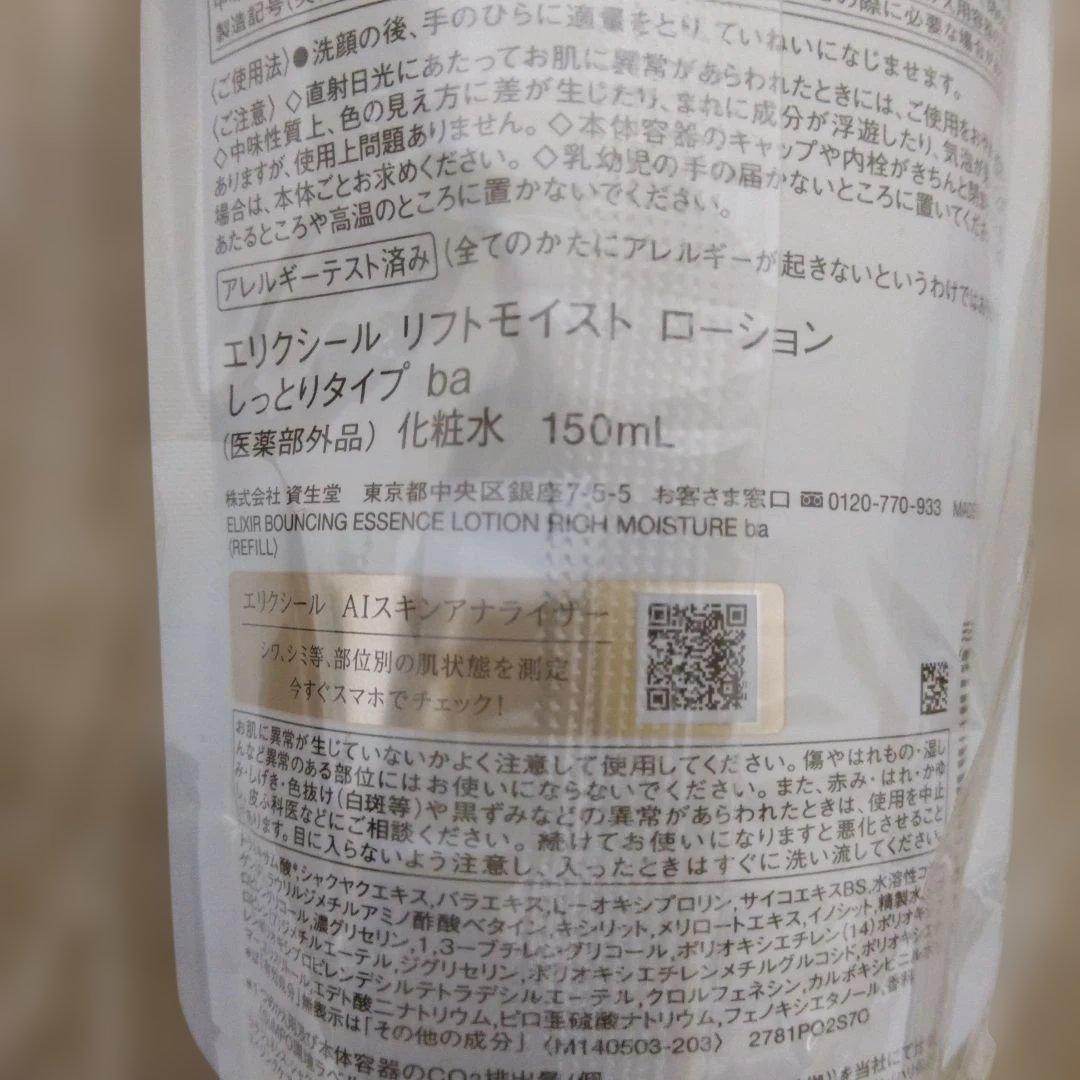 製造記号
〈ご使用法〉●洗顔の後、手のひらに適量をとり、ていねいになじませます。
〈ご注意〉◇直射日光にあたってお肌に異常があらわれたときには、ご使用をおや
◇中味性質上、色の見え方に差が生じたり、まれに成分が浮遊したり、気泡が
ありますが、使用上問題ありません。◇本体容器のキャップや内栓がきちんと閉
場合は、本体ごとお求めください。◇乳幼児の手の届かないところに置いてくだ
あたるところや高温のところに置かないでください。
アレルギーテスト済み (全てのかたにアレルギーが起きないというわけでは
エリクシール リフトモイスト ローション
しっとりタイプ ba
(医薬部外品) 化粧水 150mL
株式会社 資生堂 東京都中央区銀座7-5-5 お客さま窓口 0120-770-933
ELIXIR BOUNCING ESSENCE LOTION RICH MOISTURE ba
〈REFILL〉
エリクシール AIスキンアナライザー
シワ、シミ等、部位別の肌状態を測定
今すぐスマホでチェック!
お肌に異常が生じていないかよく注意して使用してください。傷やはれもの・湿し
んなど異常のある部位にはお使いにならないでください。また、赤み・はれ・かゆ
み・しげき・色抜け(白斑等)や黒ずみなどの異常があらわれたときは、使用を中止
し、皮ふ科医などにご相談ください。続けてお使いになりますと悪化させること
があります。目に入らないよう注意し、入ったときはすぐに洗い流してください。
酸*,シャクヤクエキス,バラエキス,L-オキシプロリン,サイコエキスBS,水溶性コ
ラウリルジメチルアミノ酢酸ベタイン,キシリット,メリロートエキス,イノシット,精製水,
濃グリセリン,1,3-ブチレングリコール,ポリオキシエチレン(14)ポリオキ
ジメチルエーテル,ジグリセリン,ポリオキシエチレンメチルグルコシド,ポリオキシエ
プロピレンデシルテトラデシルエーテル,クロルフェネシン,カルボキシビニル
エデト酸二ナトリウム,ピロ亜硫酸ナトリウム,フェノキシエタノール,香料
無表示は「その他の成分」 〈M140503-203〉 2781PO2S70
本体容器のCO2排出量